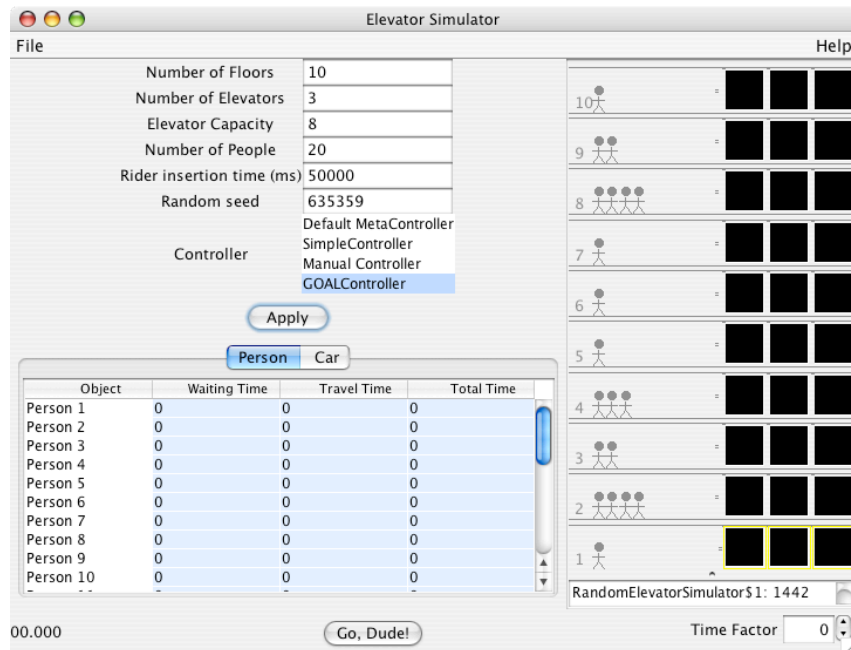 Elevator Simulator
File Help
Number of Floors 10
Number of Elevators 3
Elevator Capacity 8
Number of People 20
Rider insertion time (ms) 50000
Random seed 635359
Controller
Default MetaController
SimpleController
Manual Controller
GOALController
Apply
Person Car
Object Waiting Time Travel Time Total Time
Person 1 0 0 0
Person 2 0 0 0
Person 3 0 0 0
Person 4 0 0 0
Person 5 0 0 0
Person 6 0 0 0
Person 7 0 0 0
Person 8 0 0 0
Person 9 0 0 0
Person 10 0 0 0
10
9
8
7
6
5
4
3
2
1
RandomElevatorSimulator$1: 1442
00.000
Go, Dude!
Time Factor 0